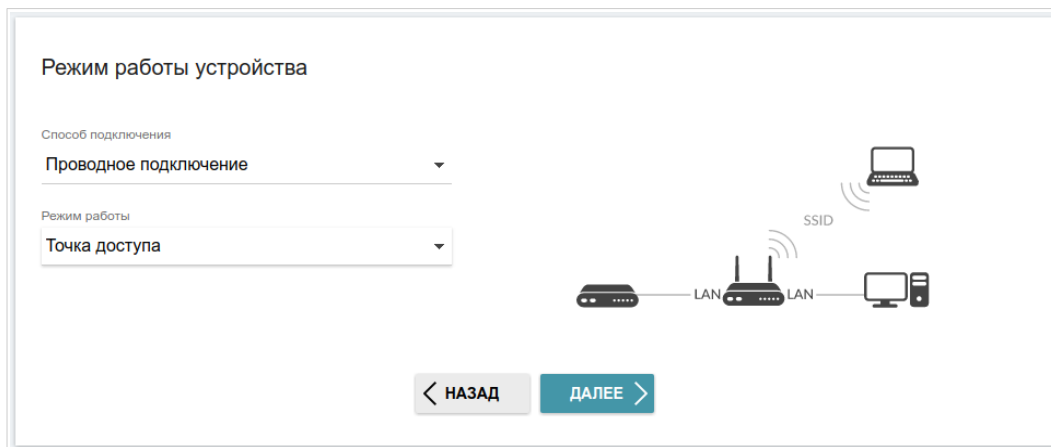 Режим работы устройства
Способ подключения
Проводное подключение
Режим работы
Точка доступа
SSID
LAN
LAN
НАЗАД
ДАЛЕЕ